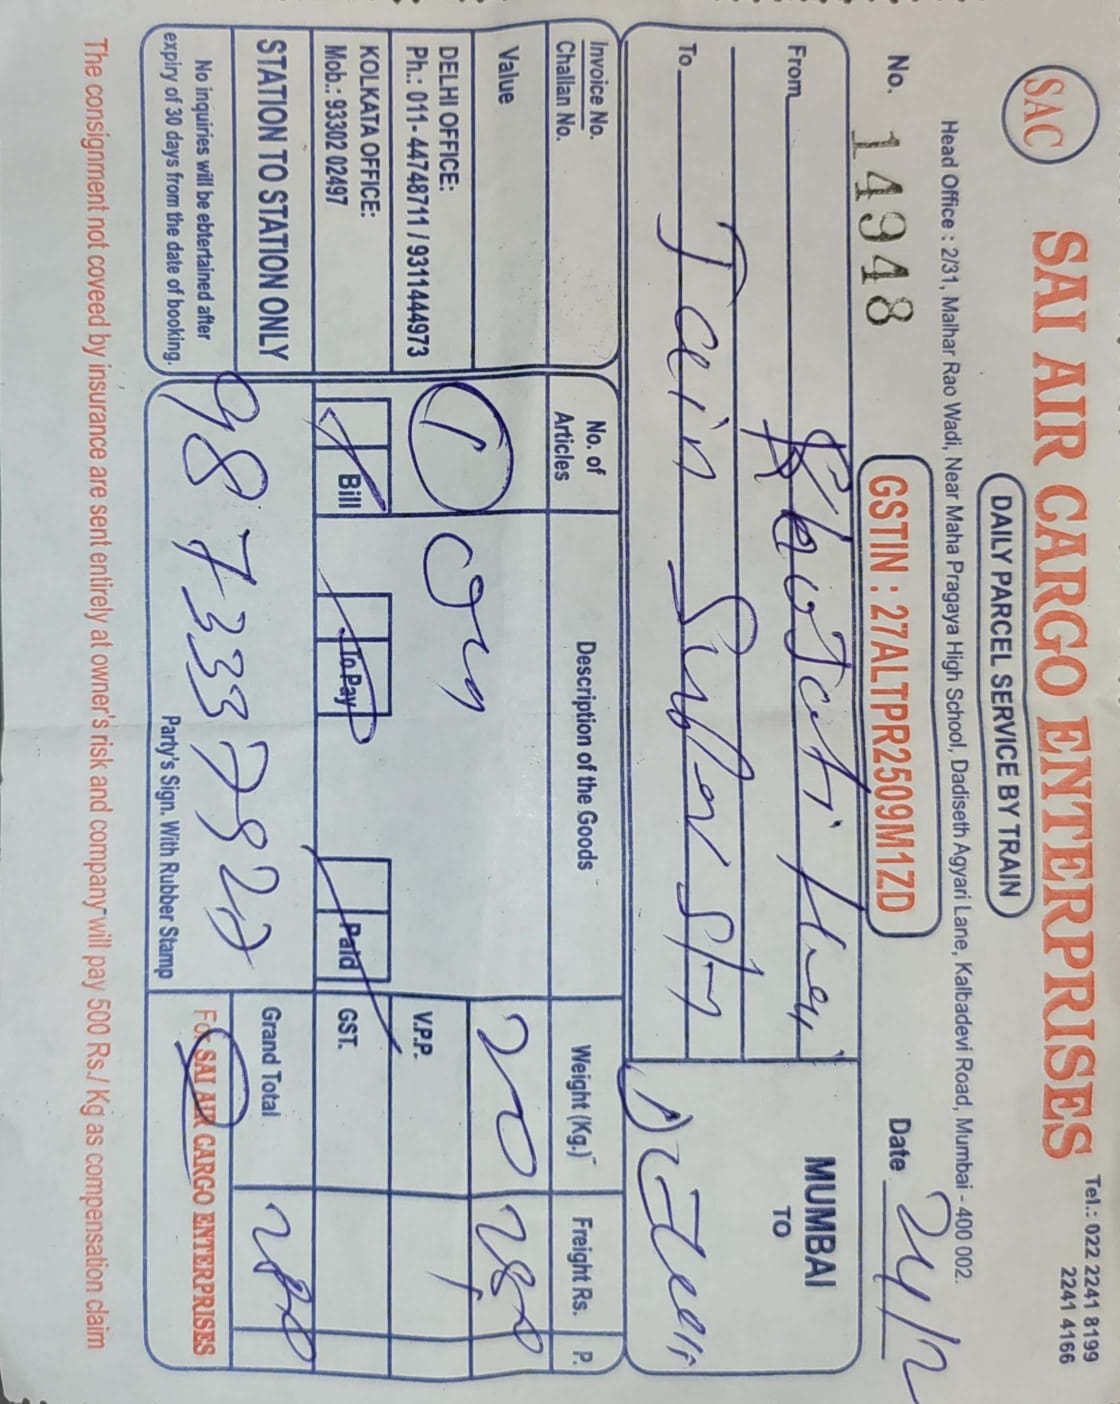 SAC
SAI AIR CARGO ENTERPRISES
Tel.: 022 2241 8199
2241 4166
DAILY PARCEL SERVICE BY TRAIN
Head Office : 2/31, Malhar Rao Wadi, Near Maha Pragaya High School, Dadiseth Agyari Lane, Kalbadevi Road, Mumbai - 400 002.
No. 14948
GSTIN : 27ALTPR2509M1ZD
Date 24/12
From
MUMBAI
TO
To Jain
Invoice No.
Challan No.
No. of Articles
Description of the Goods
Weight (Kg.)
Freight Rs.
P.
Value
1
DELHI OFFICE:
Ph.: 011- 44748711 / 9311444973
V.P.P.
KOLKATA OFFICE:
Mob.: 93302 02497
Bill
To Pay
Paid
GST.
STATION TO STATION ONLY
Grand Total
No inquiries will be ebtertained after
expiry of 30 days from the date of booking.
Party's Sign. With Rubber Stamp
For SAI AIR CARGO ENTERPRISES
The consignment not coveed by insurance are sent entirely at owner's risk and company will pay 500 Rs./ Kg as compensation claim